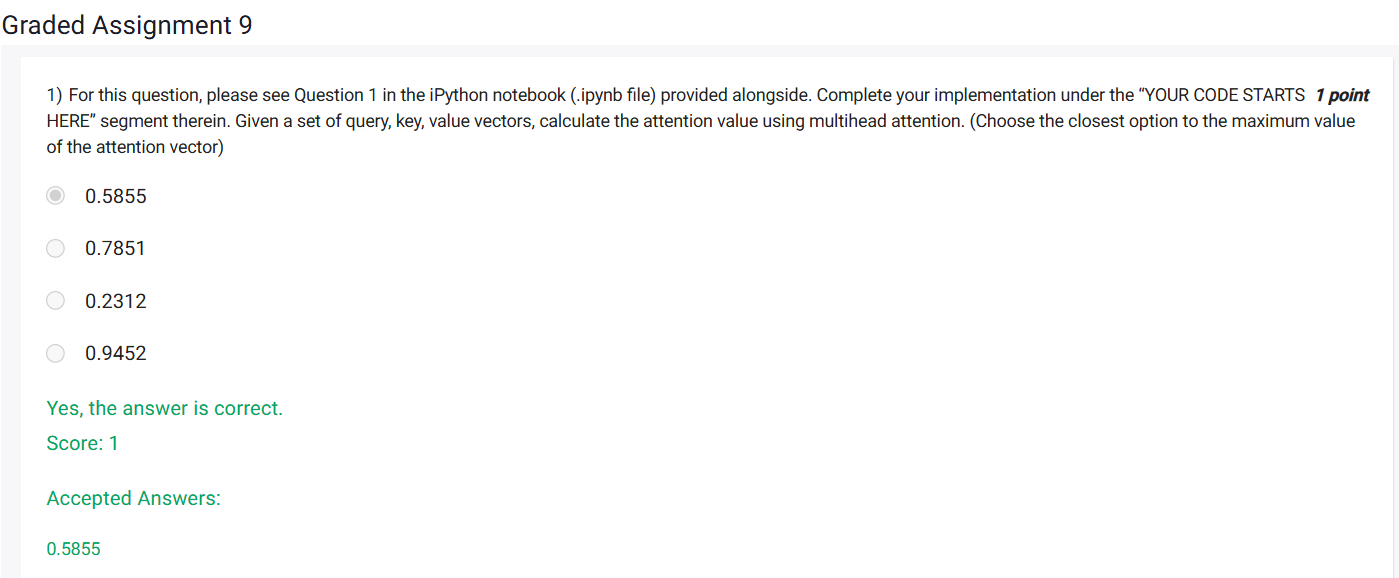 Graded Assignment 9
1) For this question, please see Question 1 in the iPython notebook (.ipynb file) provided alongside. Complete your implementation under the “YOUR CODE STARTS 1 point
HERE” segment therein. Given a set of query, key, value vectors, calculate the attention value using multihead attention. (Choose the closest option to the maximum value
of the attention vector)
0.5855
0.7851
0.2312
0.9452
Yes, the answer is correct.
Score: 1
Accepted Answers:
0.5855